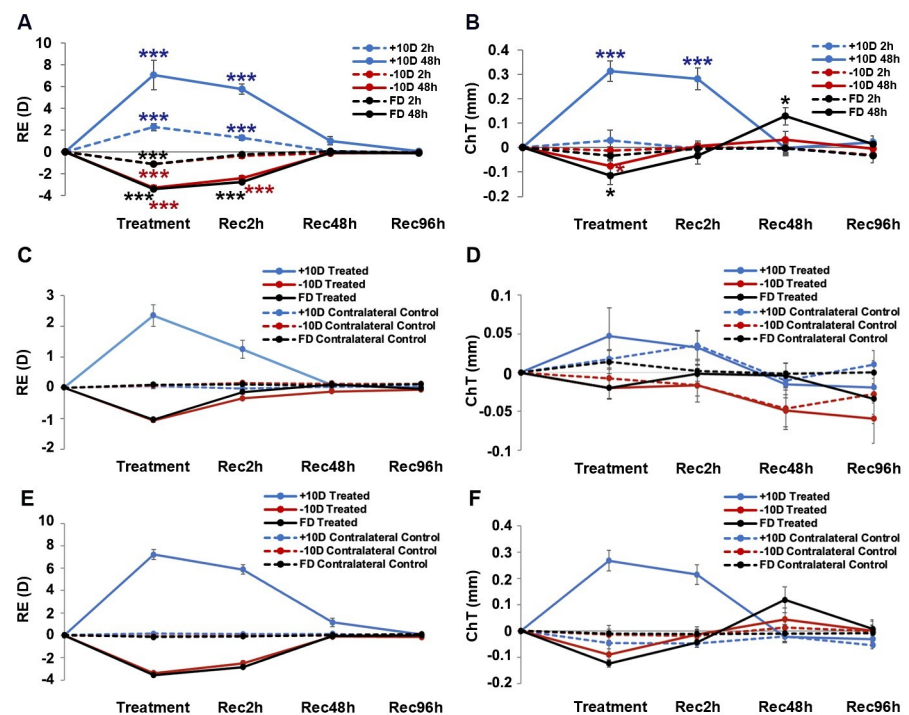 A
RE (D)
10
8
6
4
2
0
-2
-4
***
***
***
***
***
***
***
***
***
***
+10D 2h
+10D 48h
-10D 2h
-10D 48h
FD 2h
FD 48h
Treatment Rec2h Rec48h Rec96h
B
ChT (mm)
0.4
0.3
0.2
0.1
0
-0.1
-0.2
***
***
*
*
*
+10D 2h
+10D 48h
-10D 2h
-10D 48h
FD 2h
FD 48h
Treatment Rec2h Rec48h Rec96h
C
RE (D)
3
2
1
0
-1
-2
+10D Treated
-10D Treated
FD Treated
+10D Contralateral Control
-10D Contralateral Control
FD Contralateral Control
Treatment Rec2h Rec48h Rec96h
D
ChT (mm)
0.1
0.05
0
-0.05
-0.1
+10D Treated
-10D Treated
FD Treated
+10D Contralateral Control
-10D Contralateral Control
FD Contralateral Control
Treatment Rec2h Rec48h Rec96h
E
RE (D)
10
8
6
4
2
0
-2
-4
+10D Treated
-10D Treated
FD Treated
+10D Contralateral Control
-10D Contralateral Control
FD Contralateral Control
Treatment Rec2h Rec48h Rec96h
F
ChT (mm)
0.4
0.3
0.2
0.1
0
-0.1
-0.2
+10D Treated
-10D Treated
FD Treated
+10D Contralateral Control
-10D Contralateral Control
FD Contralateral Control
Treatment Rec2h Rec48h Rec96h